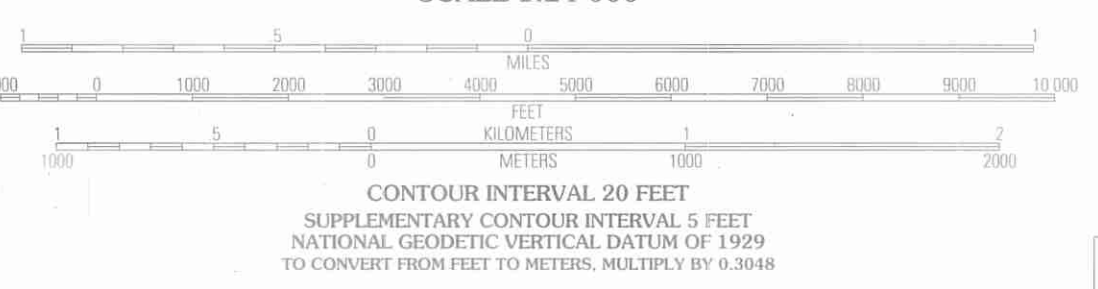 1 .5 0 1
MILES
0 1000 2000 3000 4000 5000 6000 7000 8000 9000 10 000
FEET
1 .5 0 KILOMETERS 1 2
1000 0 METERS 1000 2000
CONTOUR INTERVAL 20 FEET
SUPPLEMENTARY CONTOUR INTERVAL 5 FEET
NATIONAL GEODETIC VERTICAL DATUM OF 1929
TO CONVERT FROM FEET TO METERS, MULTIPLY BY 0.3048